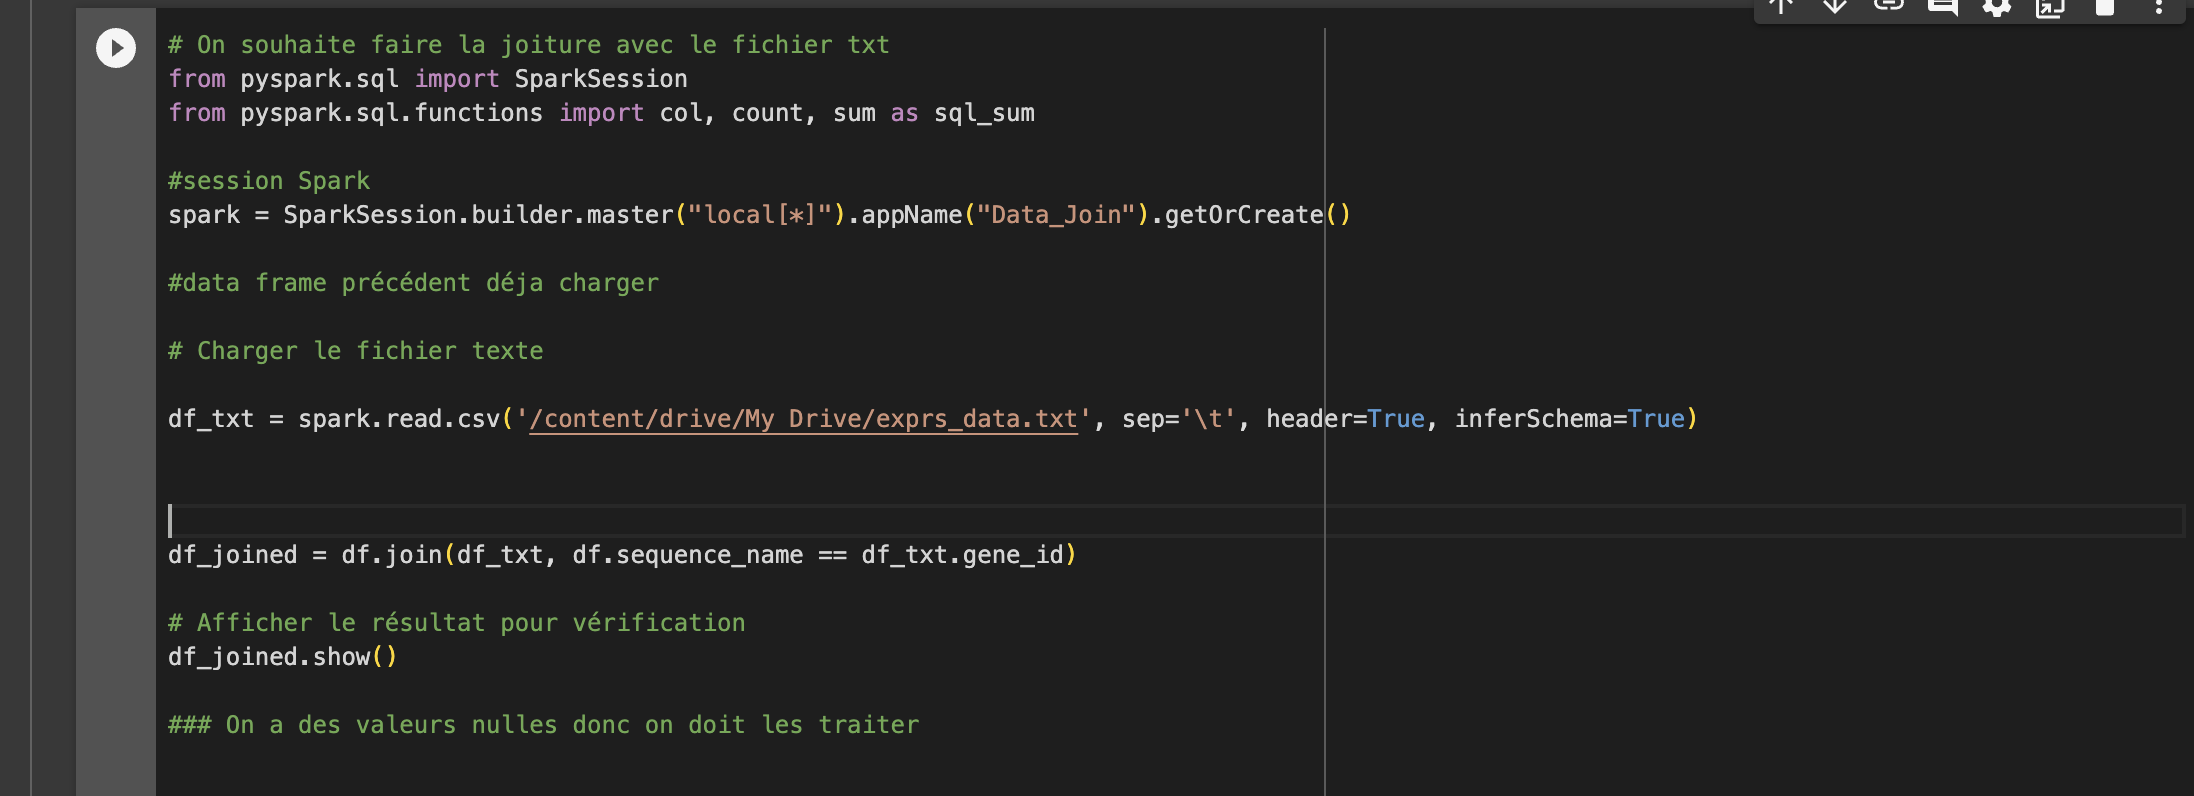 # On souhaite faire la joiture avec le fichier txt
from pyspark.sql import SparkSession
from pyspark.sql.functions import col, count, sum as sql_sum
#session Spark
spark = SparkSession.builder.master("local[*]").appName("Data_Join").getOrCreate()
#data frame précédent déja charger
# Charger le fichier texte
df_txt = spark.read.csv('/content/drive/My Drive/exprs_data.txt', sep='\t', header=True, inferSchema=True)
df_joined = df.join(df_txt, df.sequence_name == df_txt.gene_id)
# Afficher le résultat pour vérification
df_joined.show()
### On a des valeurs nulles donc on doit les traiter